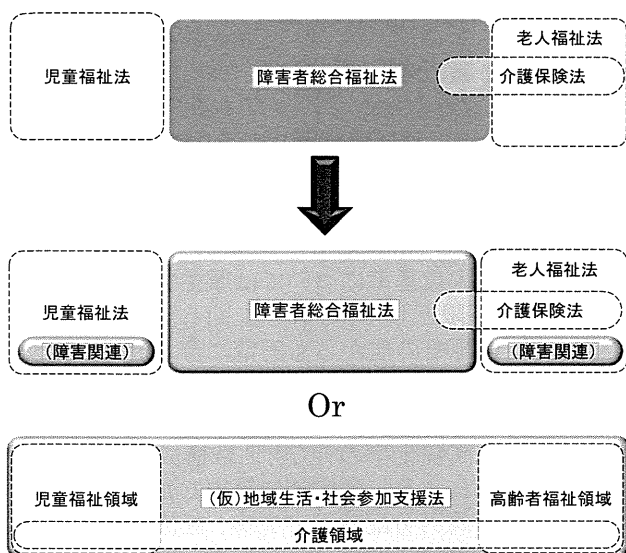 老人福祉法
児童福祉法
障害者総合福祉法
介護保険法
老人福祉法
児童福祉法
障害者総合福祉法
介護保険法
(障害関連)
(障害関連)
Or
児童福祉領域
(仮)地域生活・社会参加支援法
高齢者福祉領域
介護領域